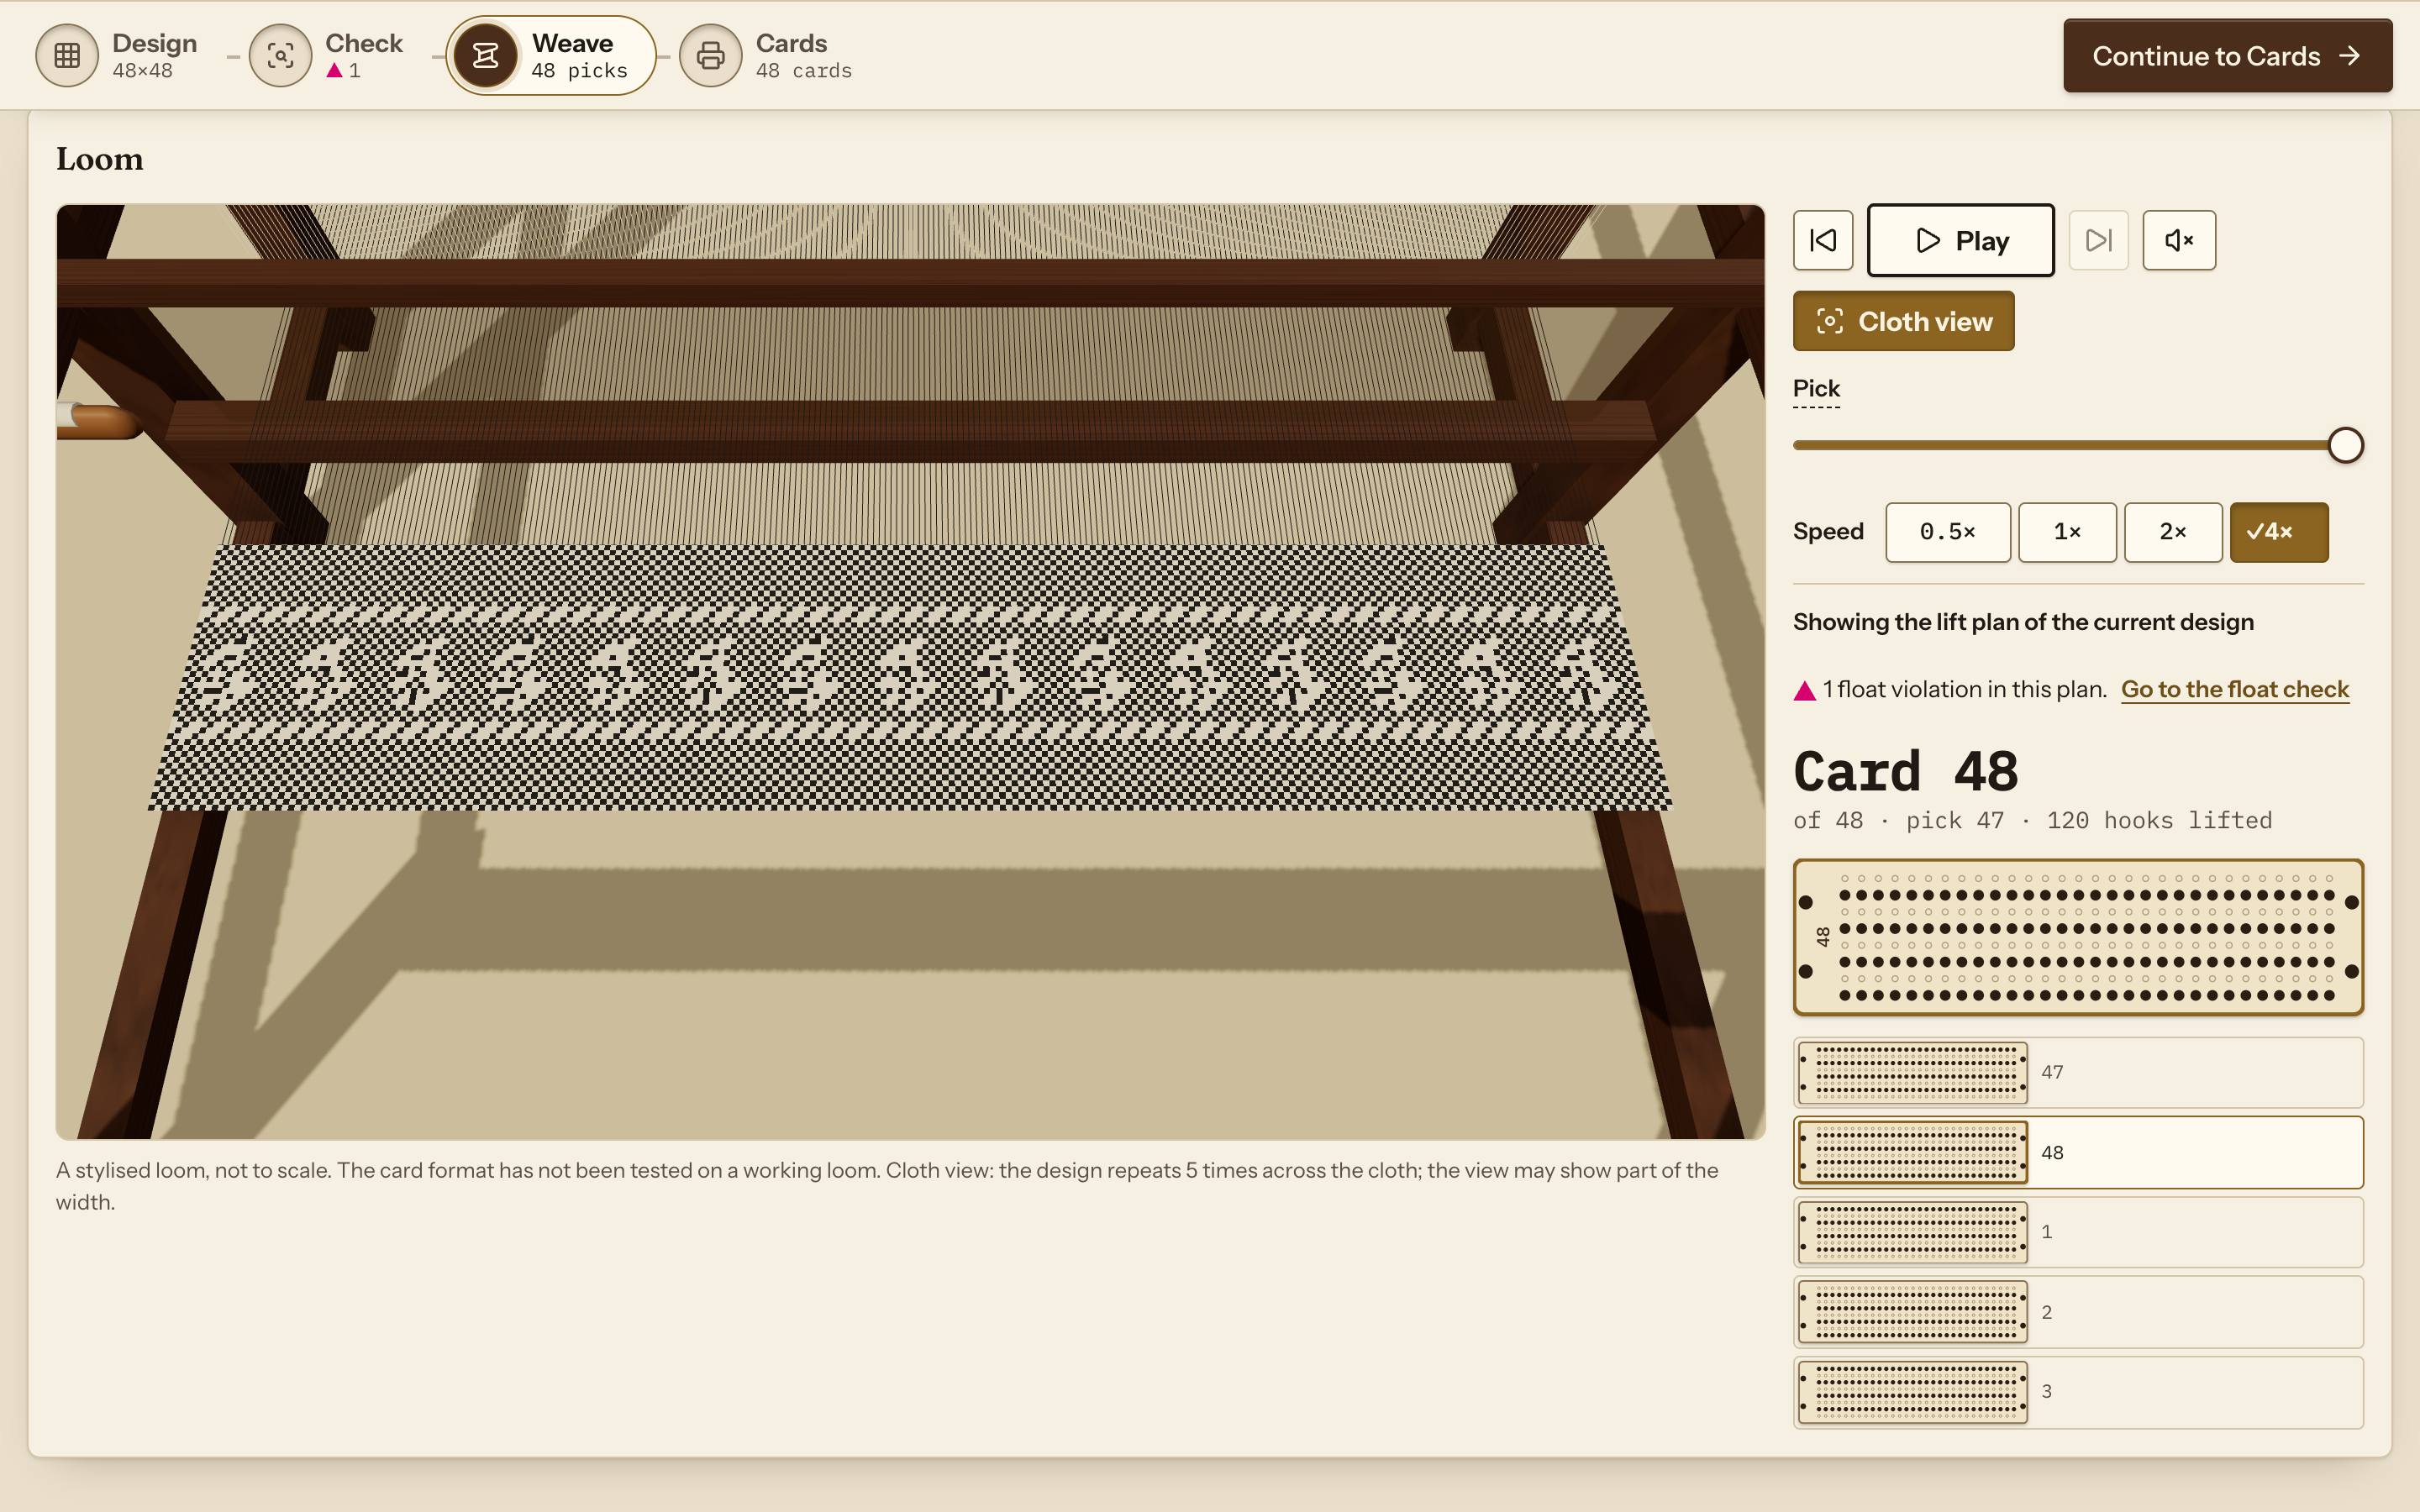 Design
48×48
Check
1
Weave
48 picks
Cards
48 cards
Continue to Cards
Loom
Play
Cloth view
Pick
Speed
0.5×
1×
2×
4×
Showing the lift plan of the current design
1 float violation in this plan. Go to the float check
Card 48
of 48 · pick 47 · 120 hooks lifted
48
47
48
1
2
3
A stylised loom, not to scale. The card format has not been tested on a working loom. Cloth view: the design repeats 5 times across the cloth; the view may show part of the
width.